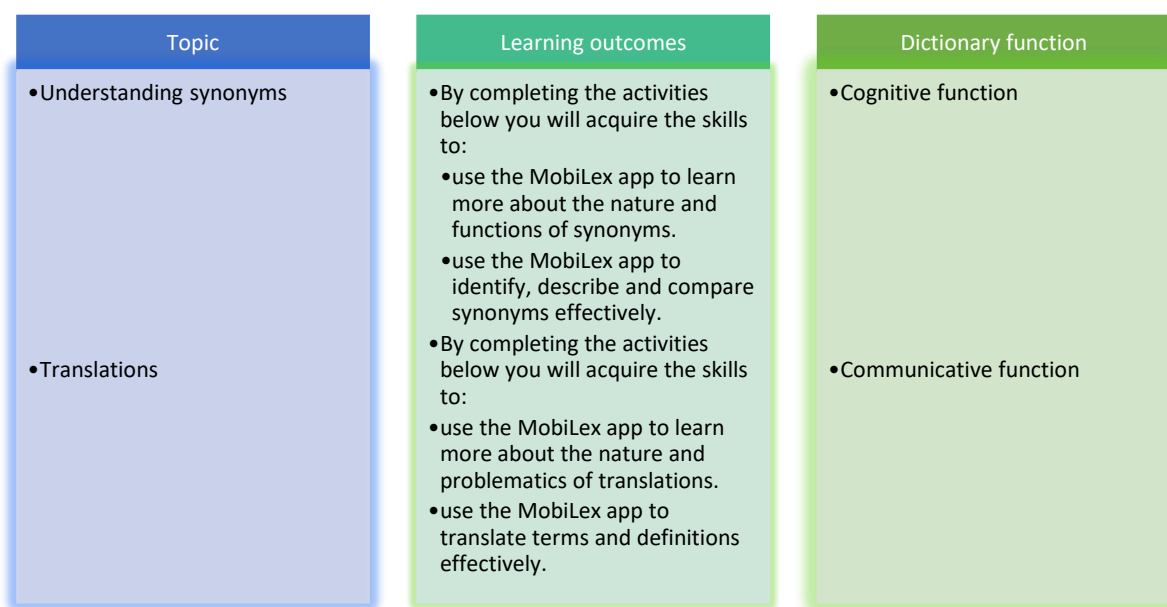 Topic
•Understanding synonyms
•Translations
Learning outcomes
•By completing the activities
below you will acquire the skills
to:
•use the MobiLex app to learn
more about the nature and
functions of synonyms.
•use the MobiLex app to
identify, describe and compare
synonyms effectively.
•By completing the activities
below you will acquire the skills
to:
•use the MobiLex app to learn
more about the nature and
problematics of translations.
•use the MobiLex app to
translate terms and definitions
effectively.
Dictionary function
•Cognitive function
•Communicative function